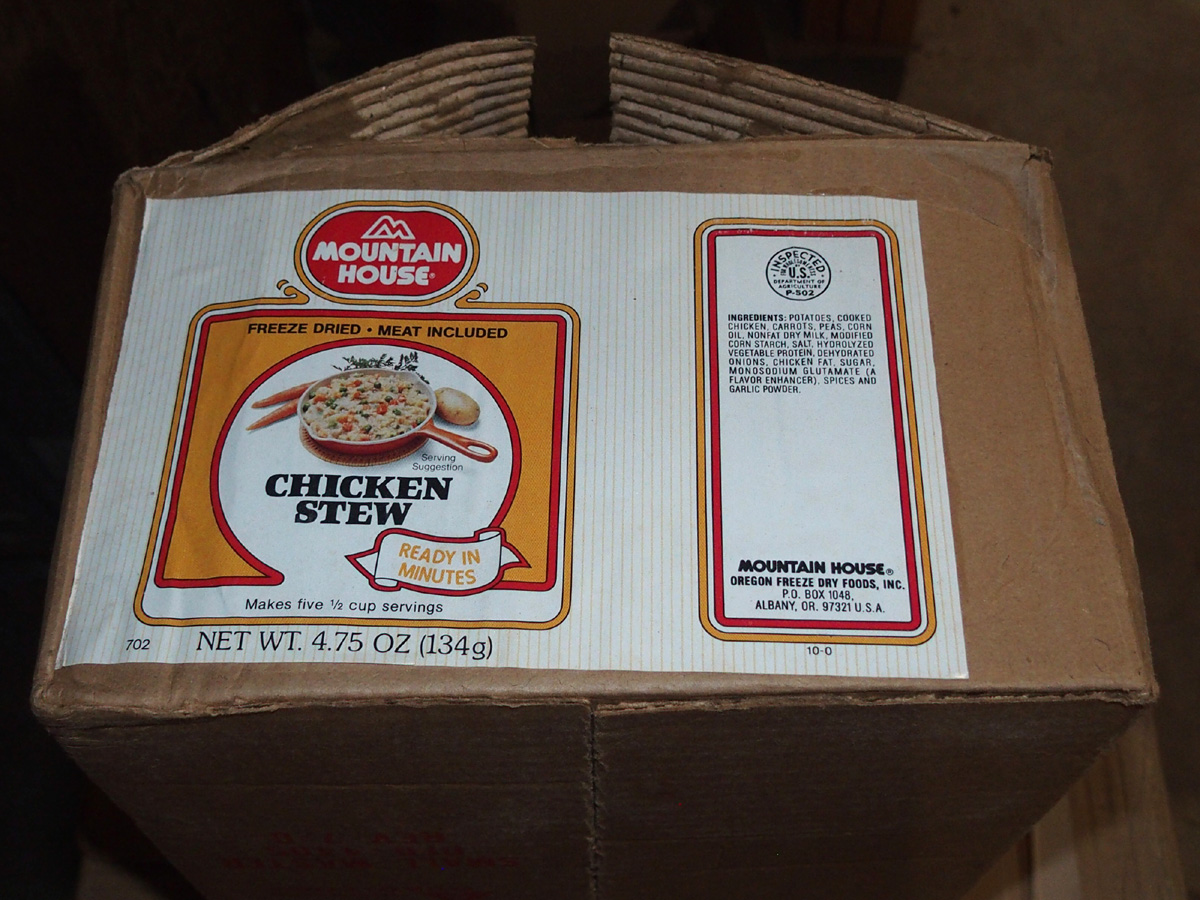 MOUNTAIN
HOUSE®
FREEZE DRIED • MEAT INCLUDED
Serving
Suggestion
CHICKEN
STEW
READY IN
MINUTES
Makes five ½ cup servings
702
NET WT. 4.75 OZ (134g)
INSPECTED
FOR WHOLESOMENESS
U.S.
DEPARTMENT OF
AGRICULTURE
P-502
INGREDIENTS: POTATOES, COOKED
CHICKEN, CARROTS, PEAS, CORN
OIL, NONFAT DRY MILK, MODIFIED
CORN STARCH, SALT, HYDROLYZED
VEGETABLE PROTEIN, DEHYDRATED
ONIONS, CHICKEN FAT, SUGAR,
MONOSODIUM GLUTAMATE (A
FLAVOR ENHANCER). SPICES AND
GARLIC POWDER.
MOUNTAIN HOUSE®
OREGON FREEZE DRY FOODS, INC.
P.O. BOX 1048,
ALBANY, OR. 97321 U.S.A.
10-0